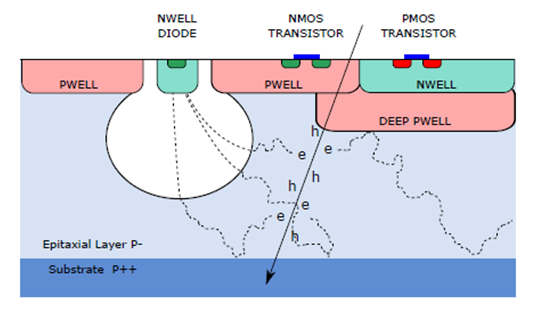 NWELL
DIODE
NMOS
TRANSISTOR
PMOS
TRANSISTOR
PWELL
PWELL
NWELL
DEEP PWELL
h
e
e
h
h
e
e
h
Epitaxial Layer P-
Substrate P++